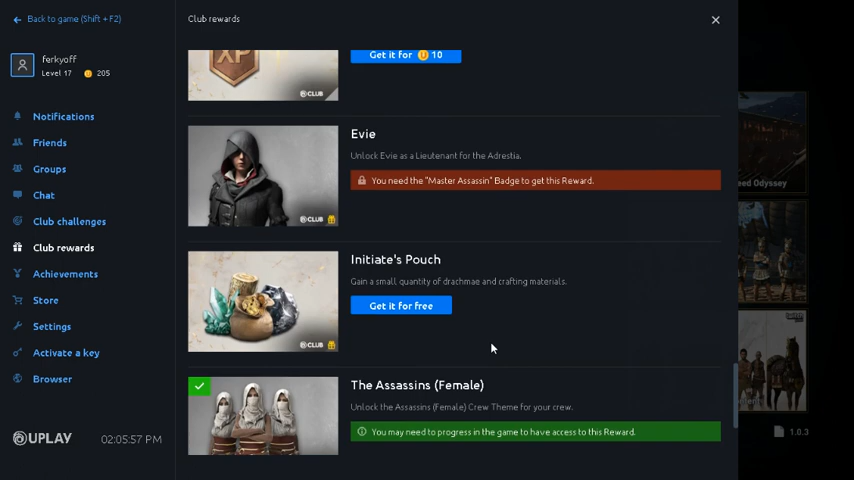 Back to game (Shift + F2)
Club rewards
ferkyoff
Level 17 205
XP
CLUB
Get it for 10
Notifications
Friends
Groups
Chat
Club challenges
Club rewards
Achievements
Store
Settings
Activate a key
Browser
UPLAY 02:05:57 PM
Evie
Unlock Evie as a Lieutenant for the Adrestia.
You need the "Master Assassin" Badge to get this Reward.
CLUB
Initiate's Pouch
Gain a small quantity of drachmae and crafting materials.
Get it for free
CLUB
The Assassins (Female)
Unlock the Assassins (Female) Crew Theme for your crew.
You may need to progress in the game to have access to this Reward.
eed Odyssey
1.0.3